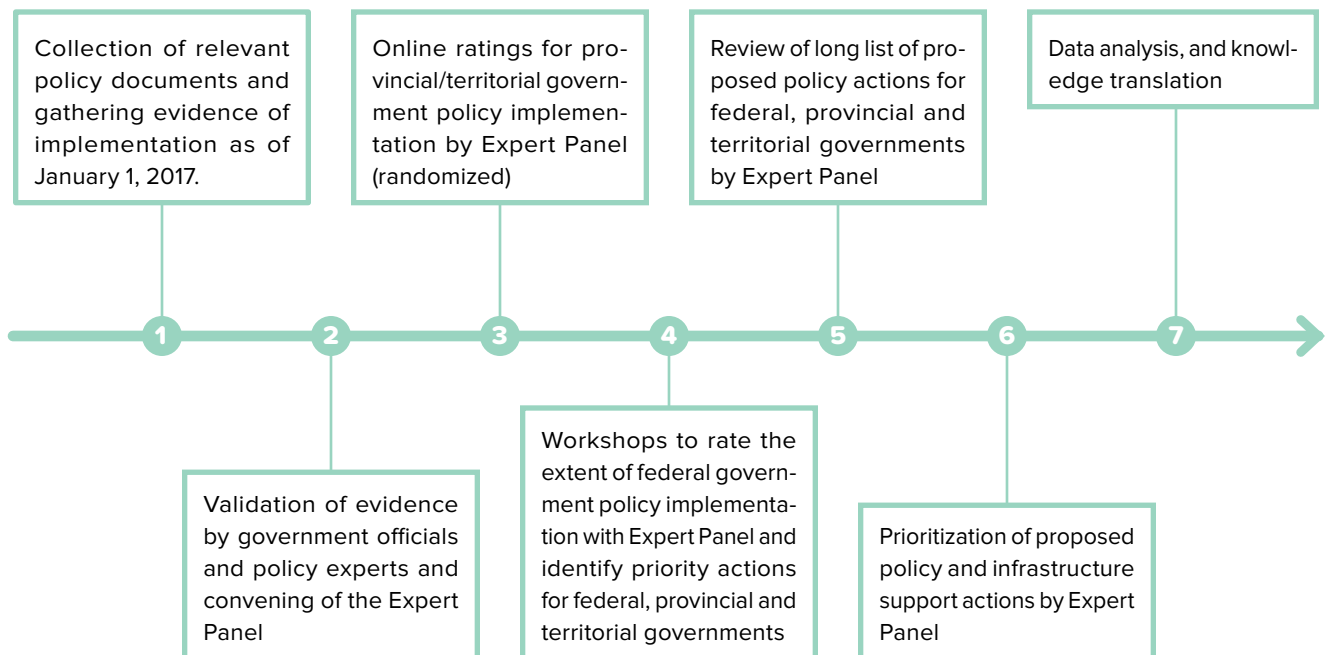 Collection of relevant
policy documents and
gathering evidence of
implementation as of
January 1, 2017.
Online ratings for pro-
vincial/territorial govern-
ment policy implemen-
tation by Expert Panel
(randomized)
Review of long list of pro-
posed policy actions for
federal, provincial and
territorial governments
by Expert Panel
Data analysis, and knowl-
edge translation
1
2
3
4
5
6
7
Validation of evidence
by government officials
and policy experts and
convening of the Expert
Panel
Workshops to rate the
extent of federal govern-
ment policy implementa-
tion with Expert Panel and
identify priority actions
for federal, provincial and
territorial governments
Prioritization of proposed
policy and infrastructure
support actions by Expert
Panel